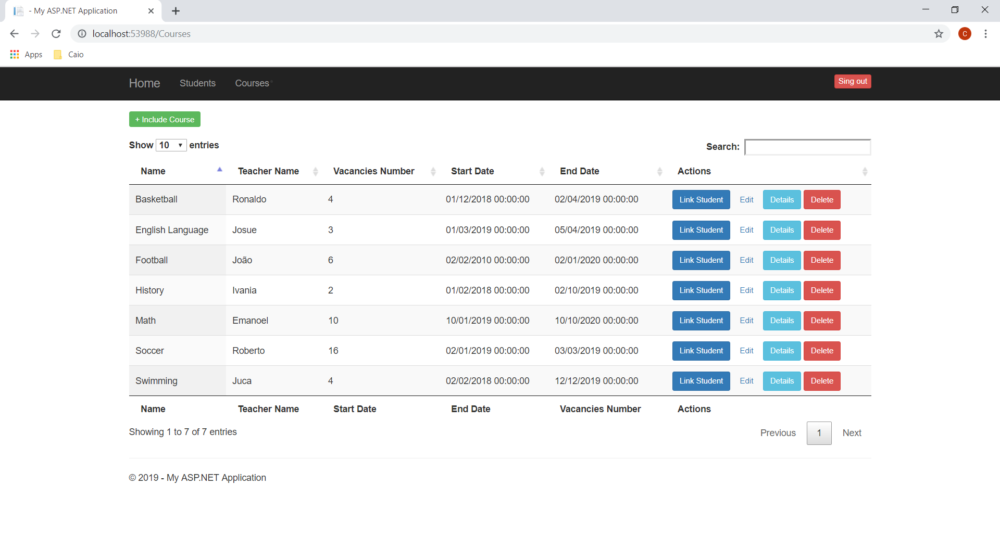 - My ASP.NET Application
localhost:53988/Courses
C
Apps Caio
Home Students Courses Sing out
+ Include Course
Show 10 entries Search:
Name Teacher Name Vacancies Number Start Date End Date Actions
Basketball Ronaldo 4 01/12/2018 00:00:00 02/04/2019 00:00:00 Link Student Edit Details Delete
English Language Josue 3 01/03/2019 00:00:00 05/04/2019 00:00:00 Link Student Edit Details Delete
Football João 6 02/02/2010 00:00:00 02/01/2020 00:00:00 Link Student Edit Details Delete
History Ivania 2 01/02/2018 00:00:00 02/10/2019 00:00:00 Link Student Edit Details Delete
Math Emanoel 10 10/01/2019 00:00:00 10/10/2020 00:00:00 Link Student Edit Details Delete
Soccer Roberto 16 02/01/2019 00:00:00 03/03/2019 00:00:00 Link Student Edit Details Delete
Swimming Juca 4 02/02/2018 00:00:00 12/12/2019 00:00:00 Link Student Edit Details Delete
Name Teacher Name Start Date End Date Vacancies Number Actions
Showing 1 to 7 of 7 entries Previous 1 Next
© 2019 - My ASP.NET Application